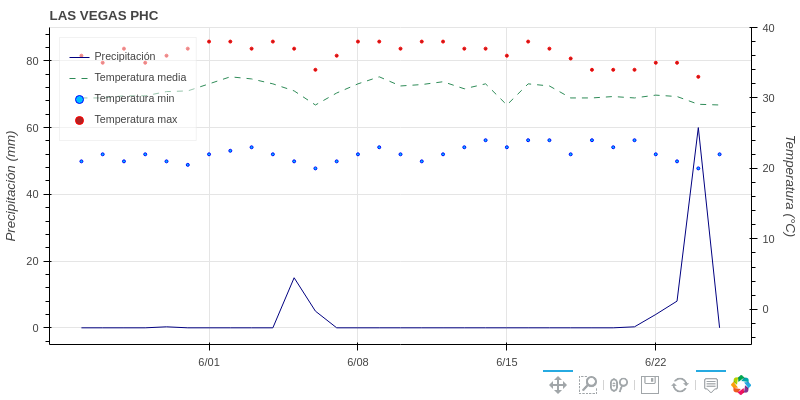 LAS VEGAS PHC
Precipitación
Temperatura media
Temperatura min
Temperatura max
Precipitación (mm)
80
60
40
20
0
Temperatura (°C)
40
30
20
10
0
6/01
6/08
6/15
6/22